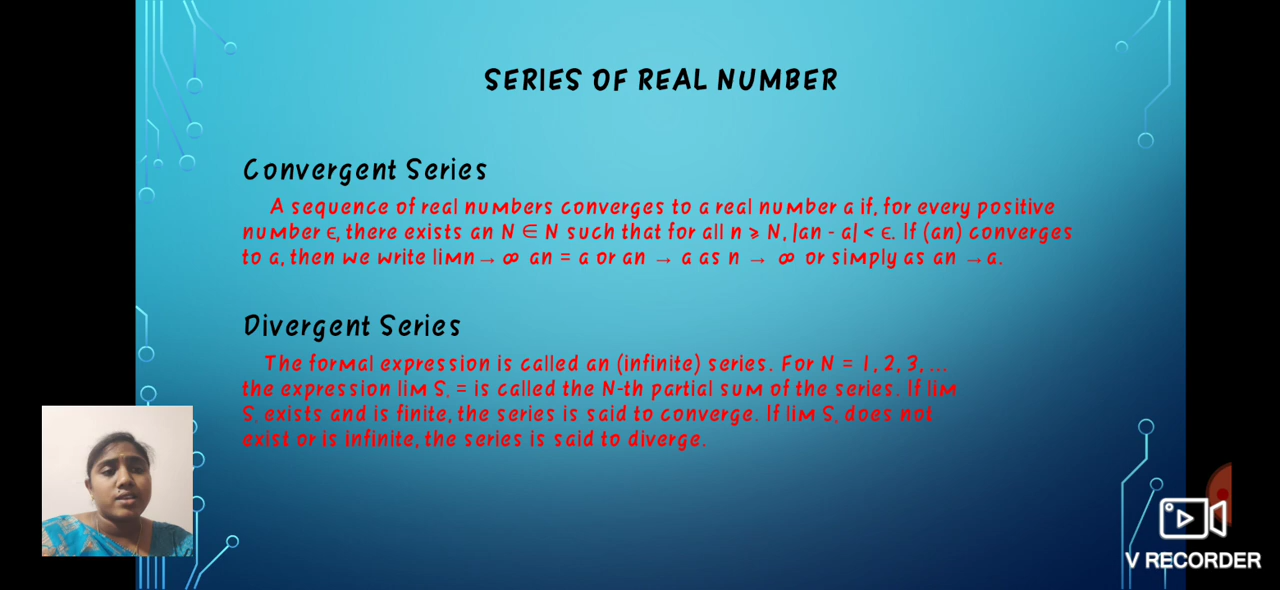 SERIES OF REAL NUMBER
Convergent Series
A sequence of real numbers converges to a real number a if, for every positive
number ϵ, there exists an N ∈ N such that for all n ≥ N, |an - a| < ϵ. If (an) converges
to a, then we write limn→ ∞ an = a or an → a as n → ∞ or simply as an →a.
Divergent Series
The formal expression is called an (infinite) series. For N = 1, 2, 3, ...
the expression lim S, = is called the N-th partial sum of the series. If lim
S, exists and is finite, the series is said to converge. If lim S, does not
exist or is infinite, the series is said to diverge.
V RECORDER